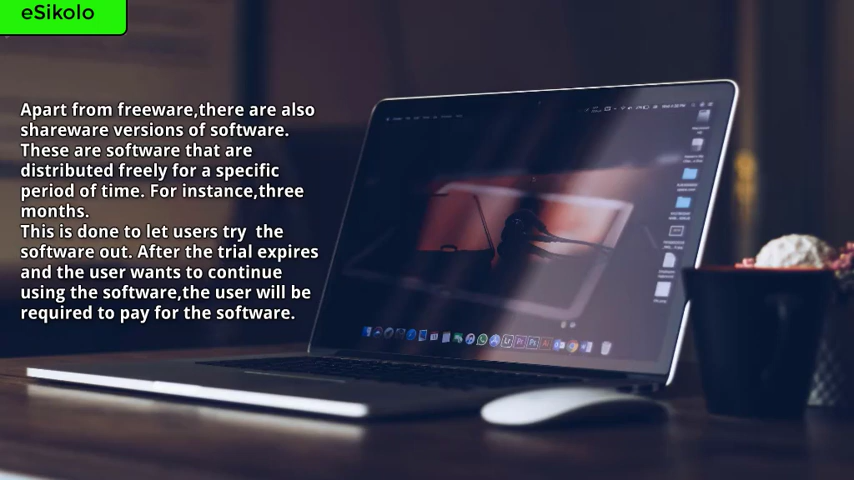 eSikolo
Apart from freeware,there are also
shareware versions of software.
These are software that are
distributed freely for a specific
period of time. For instance,three
months.
This is done to let users try  the
software out. After the trial expires
and the user wants to continue
using the software,the user will be
required to pay for the software.